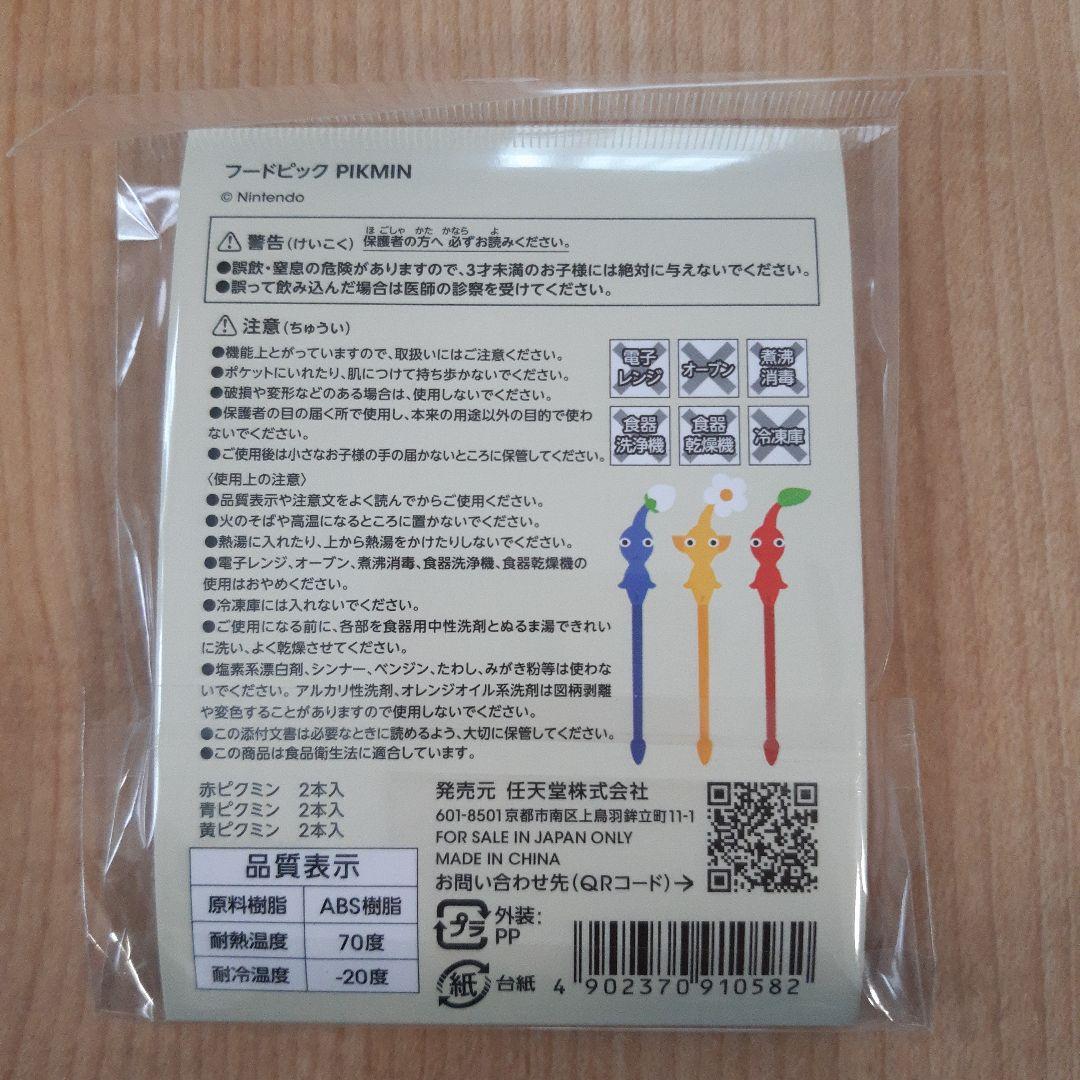 フードピック PIKMIN
© Nintendo
警告(けいこく) 保護者の方へ 必ずお読みください。
ほごしゃ かた かなら よ
●誤飲・窒息の危険がありますので、3才未満のお子様には絶対に与えないでください。
●誤って飲み込んだ場合は医師の診察を受けてください。
注意(ちゅうい)
●機能上とがっていますので、取扱いにはご注意ください。
●ポケットにいれたり、肌につけて持ち歩かないでください。
●破損や変形などのある場合は、使用しないでください。
●保護者の目の届く所で使用し、本来の用途以外の目的で使わ
ないでください。
●ご使用後は小さなお子様の手の届かないところに保管してください。
電子
レンジ
オーブン
煮沸
消毒
食器
洗浄機
食器
乾燥機
冷凍庫
〈使用上の注意〉
●品質表示や注意文をよく読んでからご使用ください。
●火のそばや高温になるところに置かないでください。
●熱湯に入れたり、上から熱湯をかけたりしないでください。
●電子レンジ、オーブン、煮沸消毒、食器洗浄機、食器乾燥機の
使用はおやめください。
●冷凍庫には入れないでください。
●ご使用になる前に、各部を食器用中性洗剤とぬるま湯できれい
に洗い、よく乾燥させてください。
●塩素系漂白剤、シンナー、ベンジン、たわし、みがき粉等は使わな
いでください。アルカリ性洗剤、オレンジオイル系洗剤は図柄剥離
や変色することがありますので使用しないでください。
●この添付文書は必要なときに読めるよう、大切に保管してください。
●この商品は食品衛生法に適合しています。
赤ピクミン 2本入
青ピクミン 2本入
黄ピクミン 2本入
品質表示
原料樹脂 ABS樹脂
耐熱温度 70度
耐冷温度 -20度
発売元 任天堂株式会社
601-8501 京都市南区上鳥羽鉾立町11-1
FOR SALE IN JAPAN ONLY
MADE IN CHINA
お問い合わせ先(QRコード)→
プラ 外装:
PP
紙 台紙
4 902370 910582